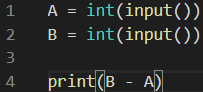 1 A = int(input())
2 B = int(input())
3
4 print(B - A)